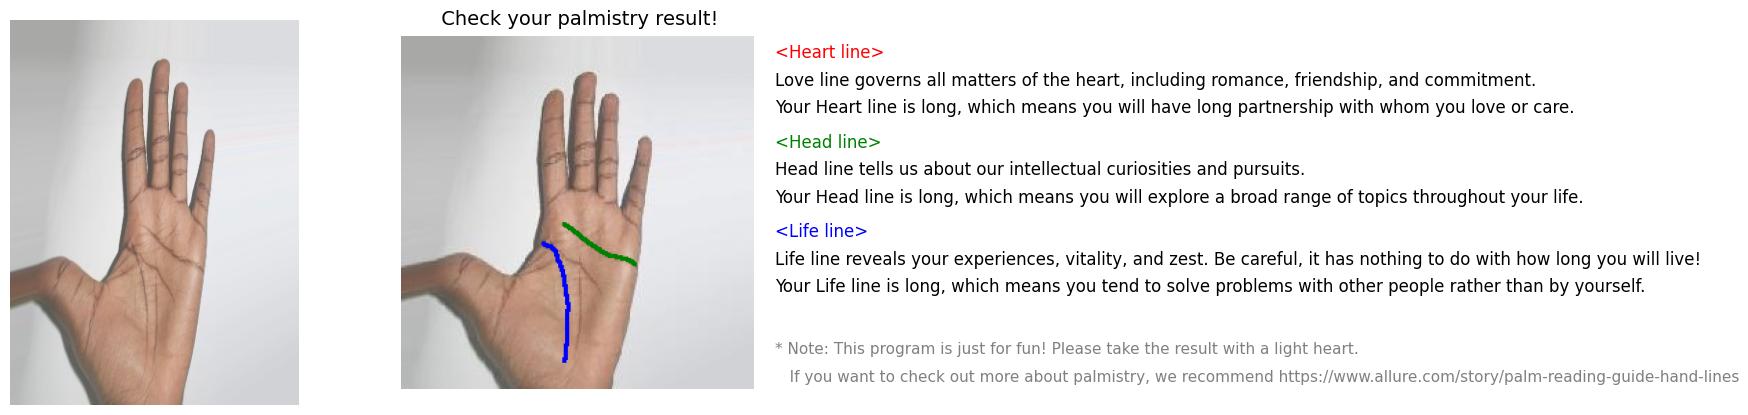 Check your palmistry result!
<Heart line>
Love line governs all matters of the heart, including romance, friendship, and commitment.
Your Heart line is long, which means you will have long partnership with whom you love or care.
<Head line>
Head line tells us about our intellectual curiosities and pursuits.
Your Head line is long, which means you will explore a broad range of topics throughout your life.
<Life line>
Life line reveals your experiences, vitality, and zest. Be careful, it has nothing to do with how long you will live!
Your Life line is long, which means you tend to solve problems with other people rather than by yourself.
* Note: This program is just for fun! Please take the result with a light heart.
If you want to check out more about palmistry, we recommend https://www.allure.com/story/palm-reading-guide-hand-lines